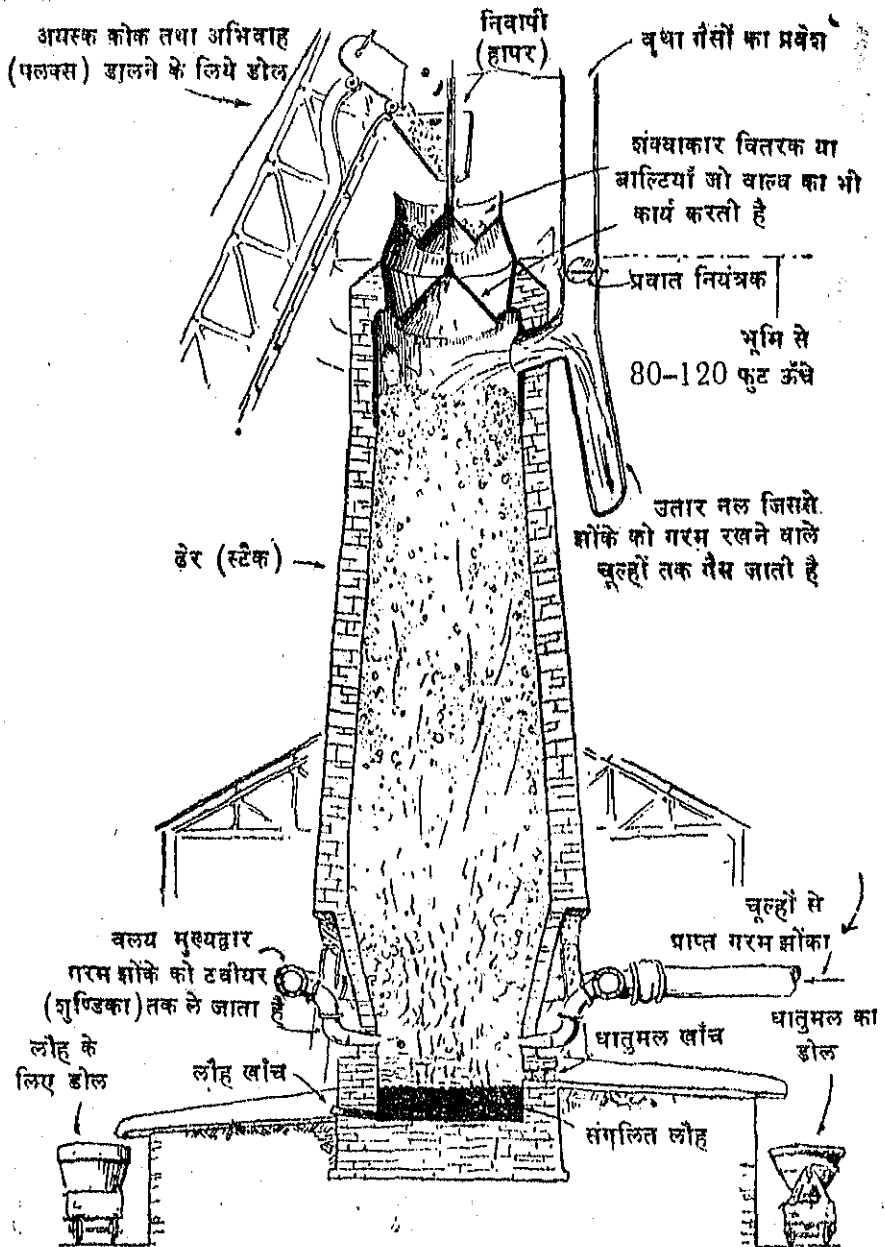 अयस्क कोक तथा अभिवाह
(फ्लक्स) डालने के लिये डोल
निवापी
(हापर)
वृथा गैसों का प्रवेश
शंक्वाकार वितरक या
बाल्टियाँ जो वाल्व का भी
कार्य करती है
प्रवात नियंत्रक
भूमि से
80-120 फुट ऊँचे
उतार नल जिससे
झोंके को गरम रखने वाले
चूल्हों तक गैस जाती है
ढेर (स्टैक)
वलय मुख्यद्वार
गरम झोंके को टवीयर
(शुण्डिका) तक ले जाता
चूल्हों से
प्राप्त गरम झोंका
लौह के
लिए डोल
लौह खाँच
धातुमल खाँच
धातुमल का
डोल
संगलित लौह